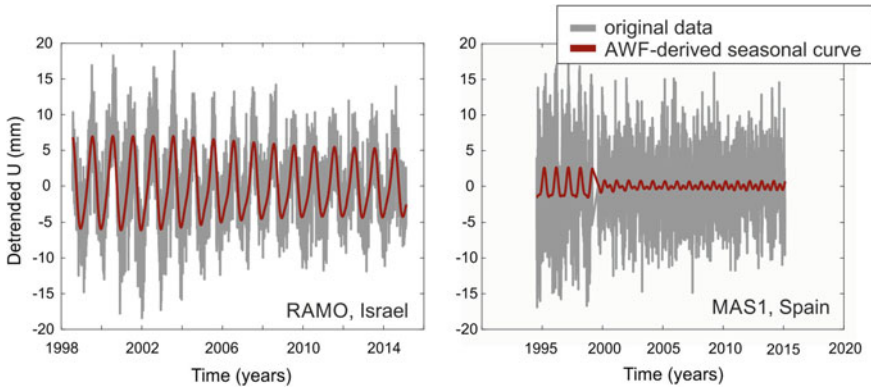 original data
AWF-derived seasonal curve
Detrended U (mm)
20
15
10
5
0
-5
-10
-15
-20
RAMO, Israel
1998 2002 2006 2010 2014
Time (years)
20
15
10
5
0
-5
-10
-15
-20
MAS1, Spain
1995 2000 2005 2010 2015 2020
Time (years)